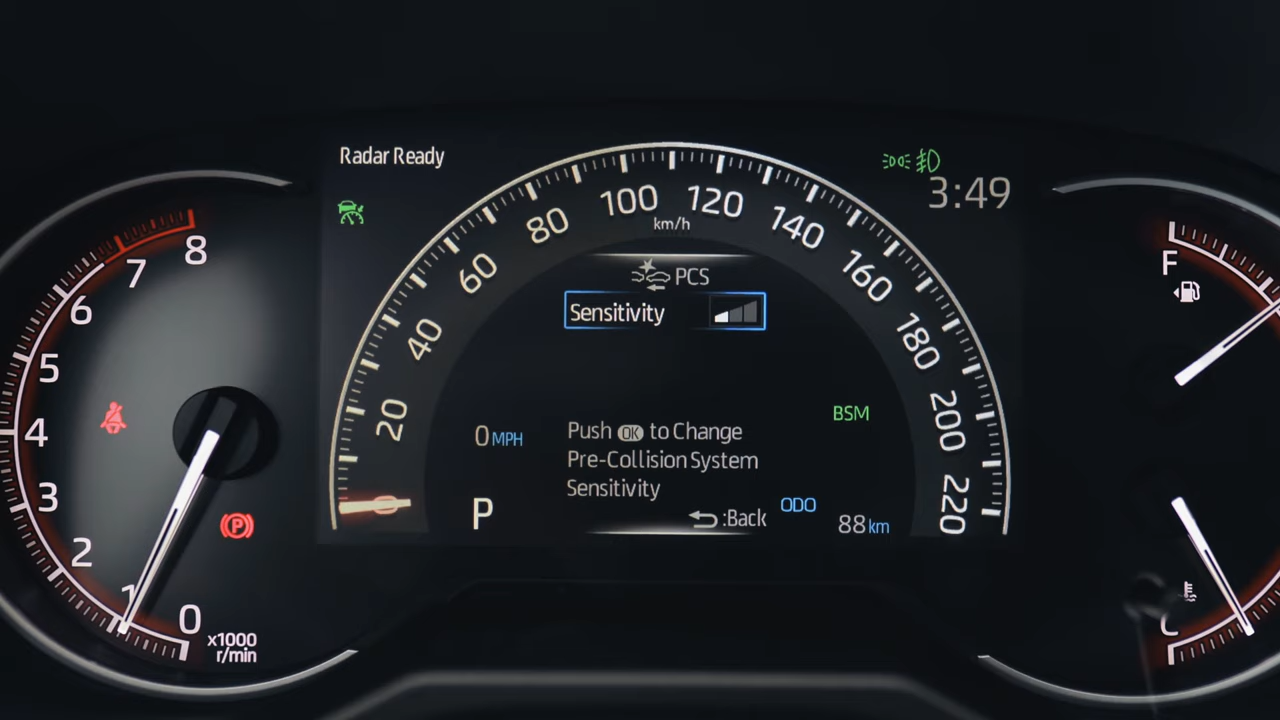 Radar Ready
3:49
8
7
6
5
4
3
2
1
0
x1000
r/min
0
20
40
60
80
100
120
140
160
180
200
220
km/h
PCS
Sensitivity
0 MPH
Push OK to Change
Pre-Collision System
Sensitivity
:Back
P
BSM
ODO
88 km
F
C